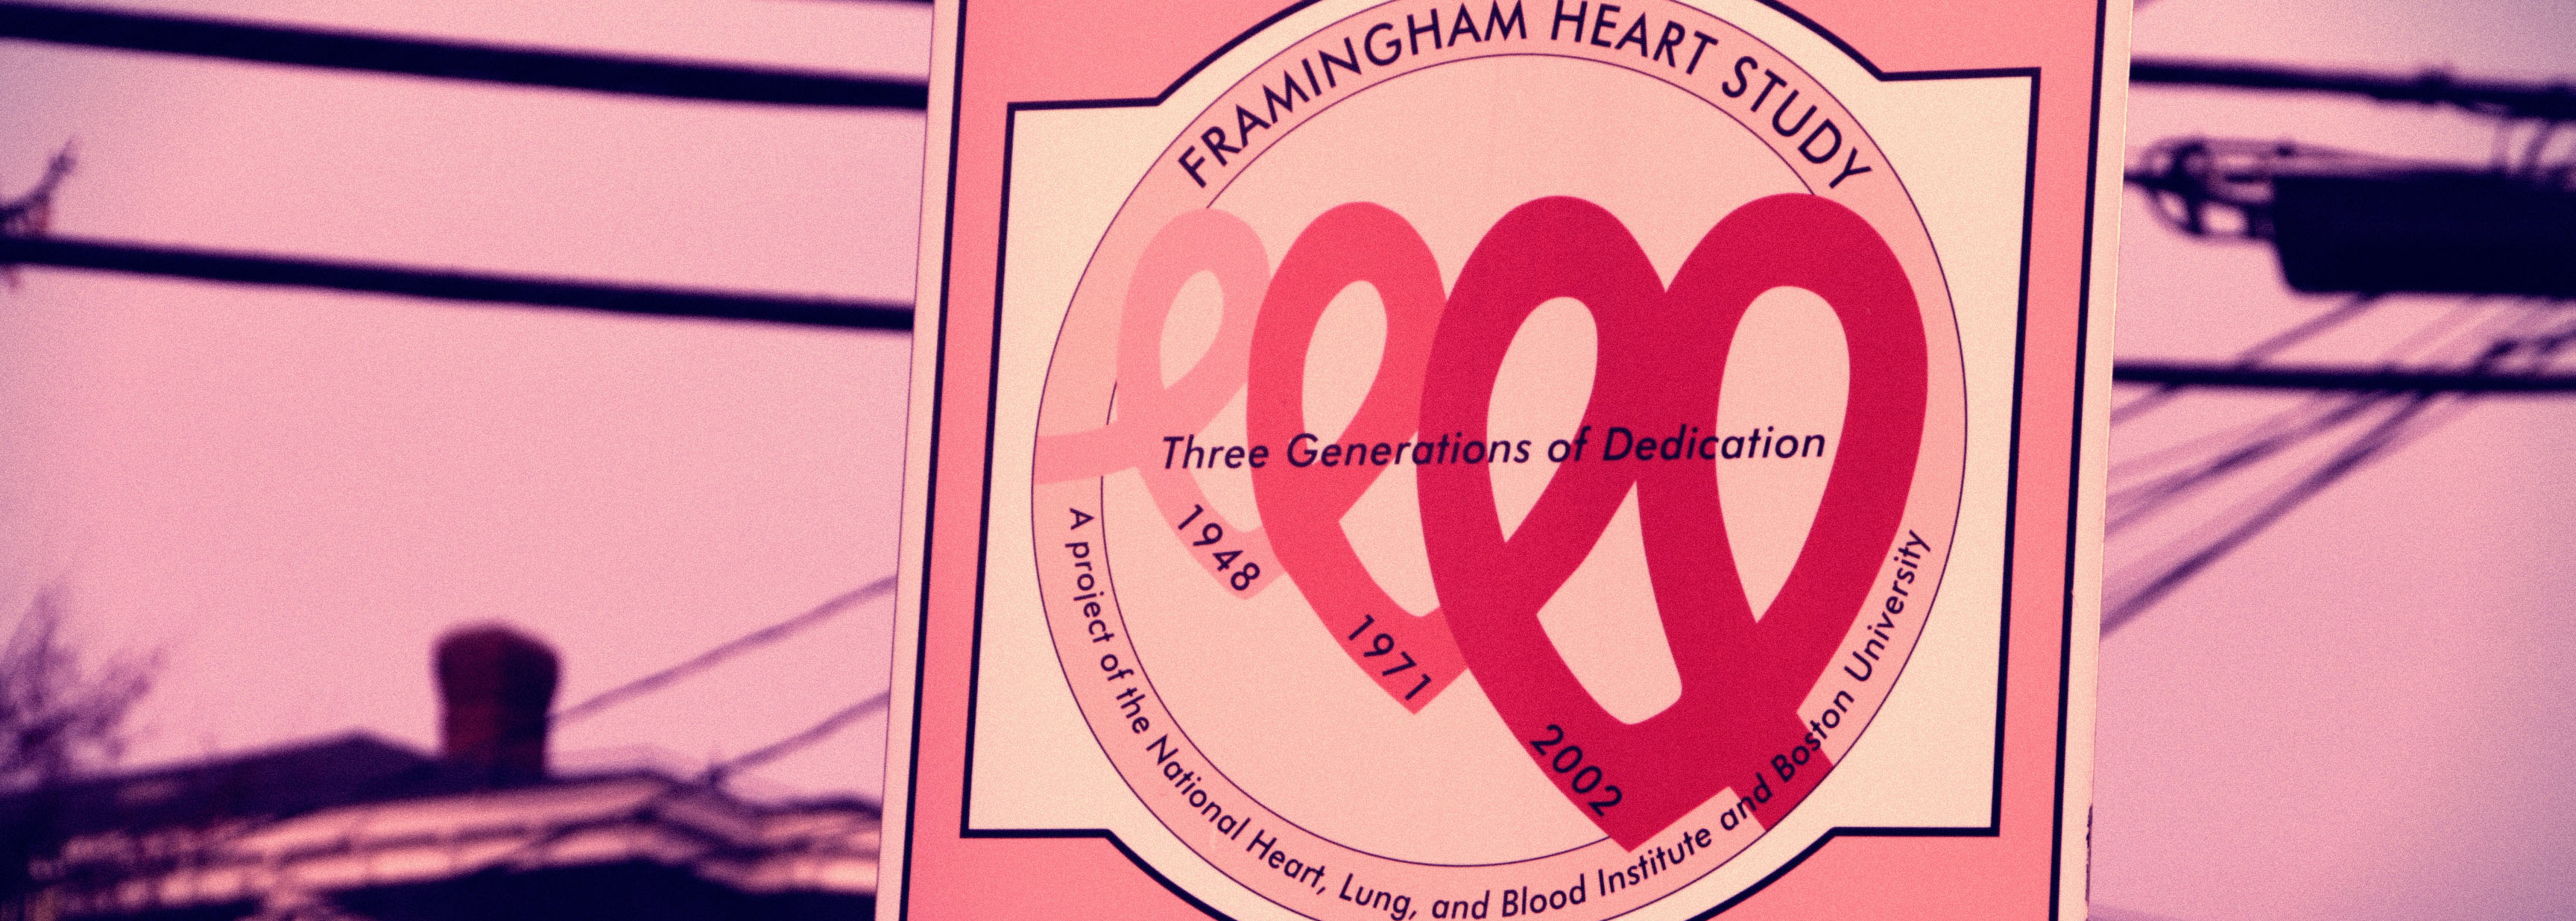 FRAMINGHAM HEART STUDY
Three Generations of Dedication
1948
1971
2002
A project of the National Heart, Lung, and Blood Institute and Boston University